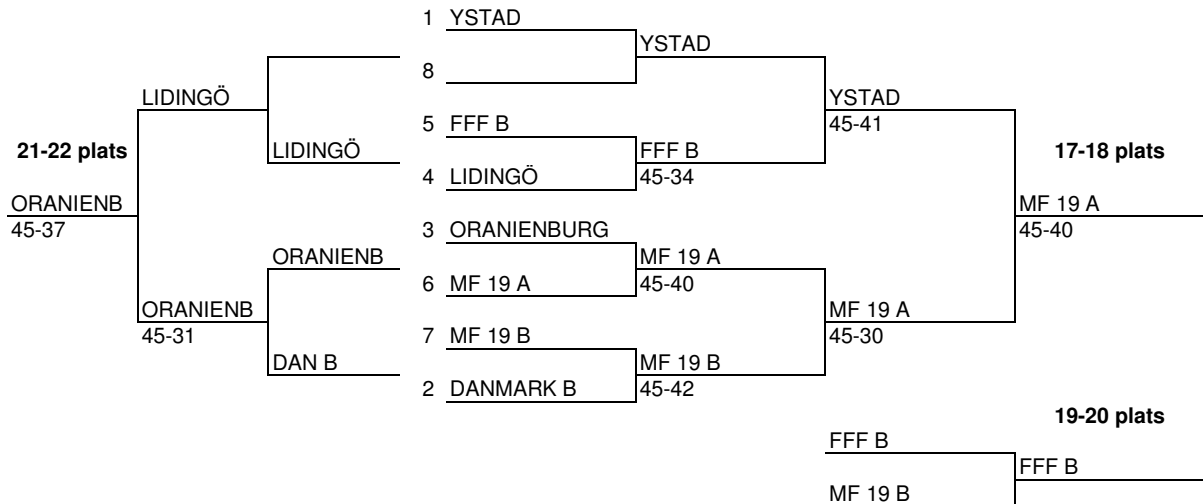 1 YSTAD
YSTAD
8
LIDINGÖ
YSTAD
45-41
5 FFF B
21-22 plats
LIDINGÖ
FFF B
17-18 plats
4 LIDINGÖ
45-34
ORANIENB
MF 19 A
45-37
45-40
3 ORANIENBURG
ORANIENB
MF 19 A
6 MF 19 A
45-40
ORANIENB
MF 19 A
45-31
45-30
7 MF 19 B
DAN B
MF 19 B
2 DANMARK B
45-42
19-20 plats
FFF B
FFF B
MF 19 B